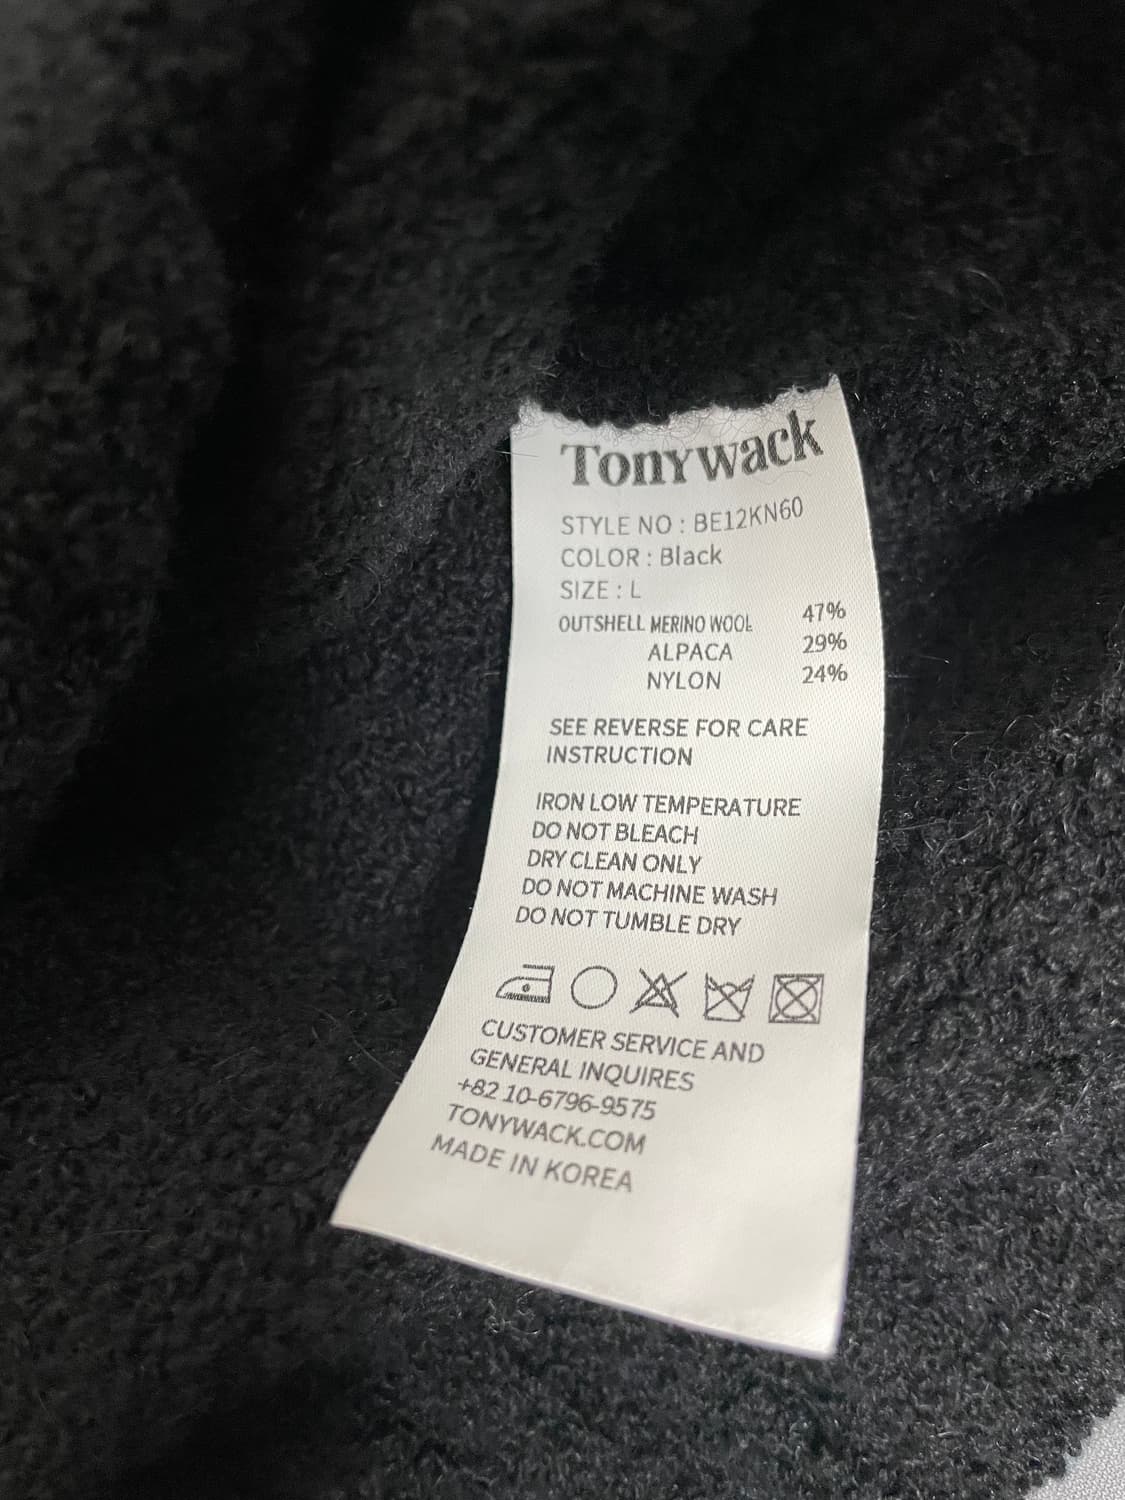 Tonywack
STYLE NO : BE12KN60
COLOR : Black
SIZE : L
OUTSHELL MERINO WOOL 47%
ALPACA 29%
NYLON 24%
SEE REVERSE FOR CARE
INSTRUCTION
IRON LOW TEMPERATURE
DO NOT BLEACH
DRY CLEAN ONLY
DO NOT MACHINE WASH
DO NOT TUMBLE DRY
CUSTOMER SERVICE AND
GENERAL INQUIRES
+82 10-6796-9575
TONYWACK.COM
MADE IN KOREA